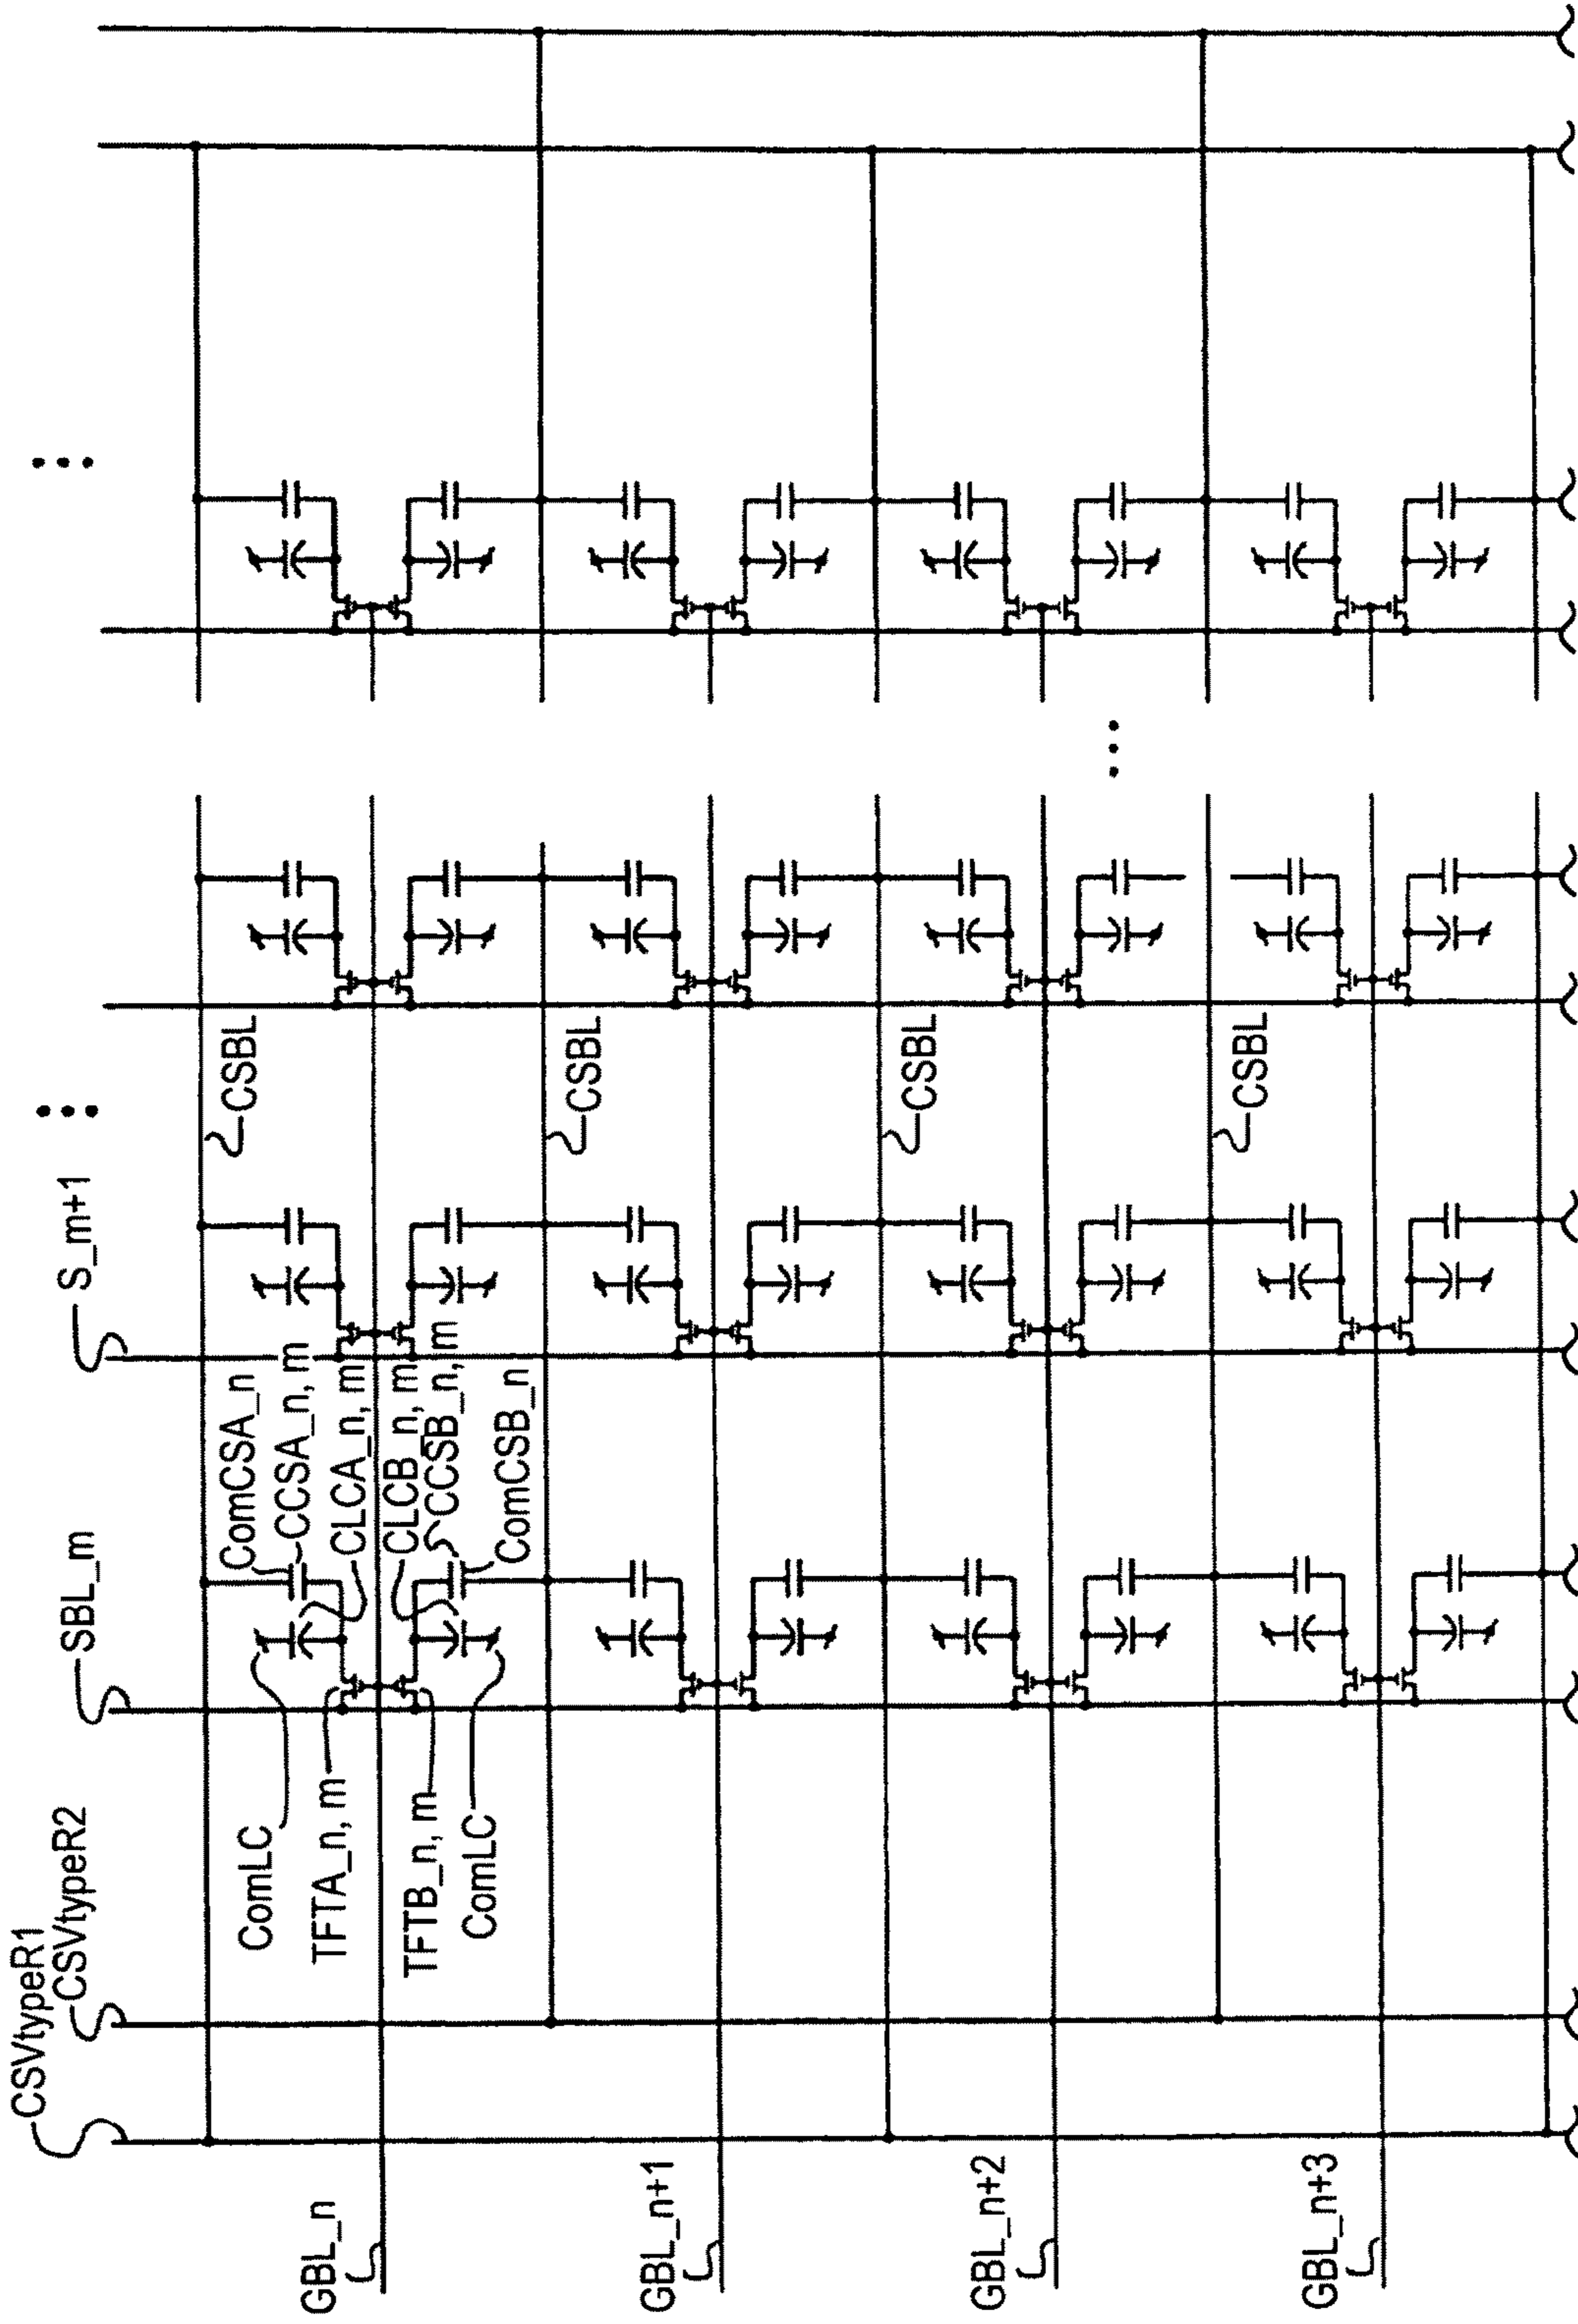 CSVtypeR1
CSVtypeR2
SBL_m
S_m+1
ComLC
TFTA_n, m
TFTB_n, m
ComLC
ComCSA_n
CCSA_n, m
CLCA_n, m
CLCB_n, m
CCSB_n, m
ComCSB_n
CSBL
CSBL
CSBL
CSBL
GBL_n
GBL_n+1
GBL_n+2
GBL_n+3